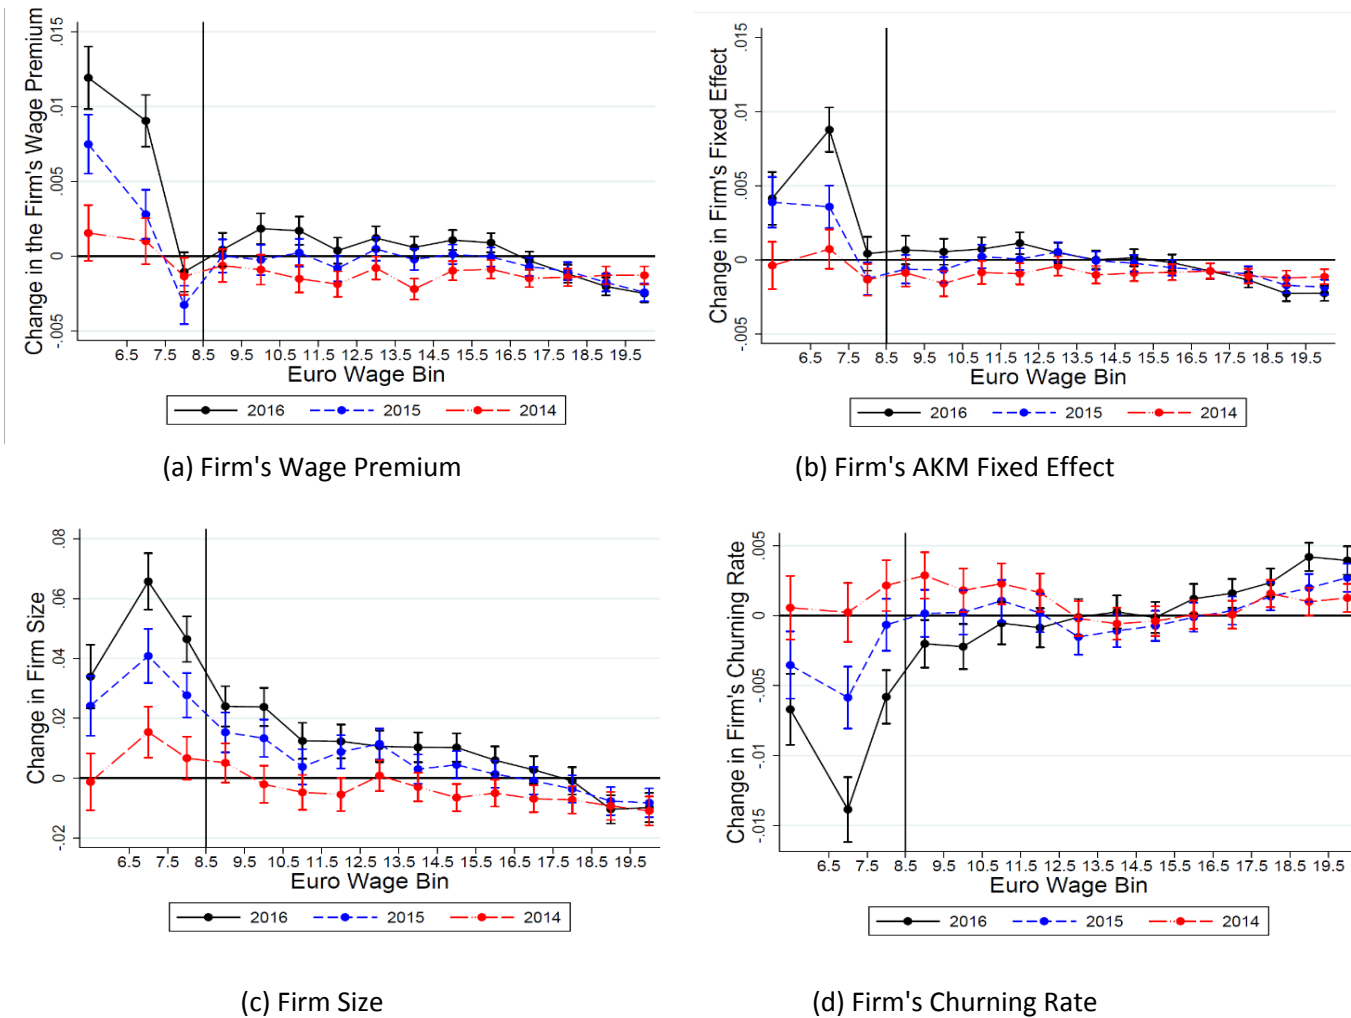 Change in the Firm's Wage Premium
.015
.01
.005
0
-.005
6.5 7.5 8.5 9.5 10.5 11.5 12.5 13.5 14.5 15.5 16.5 17.5 18.5 19.5
Euro Wage Bin
2016 2015 2014
(a) Firm's Wage Premium
Change in Firm's Fixed Effect
.015
.01
.005
0
-.005
6.5 7.5 8.5 9.5 10.5 11.5 12.5 13.5 14.5 15.5 16.5 17.5 18.5 19.5
Euro Wage Bin
2016 2015 2014
(b) Firm's AKM Fixed Effect
Change in Firm Size
.08
.06
.04
.02
0
-.02
6.5 7.5 8.5 9.5 10.5 11.5 12.5 13.5 14.5 15.5 16.5 17.5 18.5 19.5
Euro Wage Bin
2016 2015 2014
(c) Firm Size
Change in Firm's Churning Rate
.005
0
-.005
-.01
-.015
6.5 7.5 8.5 9.5 10.5 11.5 12.5 13.5 14.5 15.5 16.5 17.5 18.5 19.5
Euro Wage Bin
2016 2015 2014
(d) Firm's Churning Rate